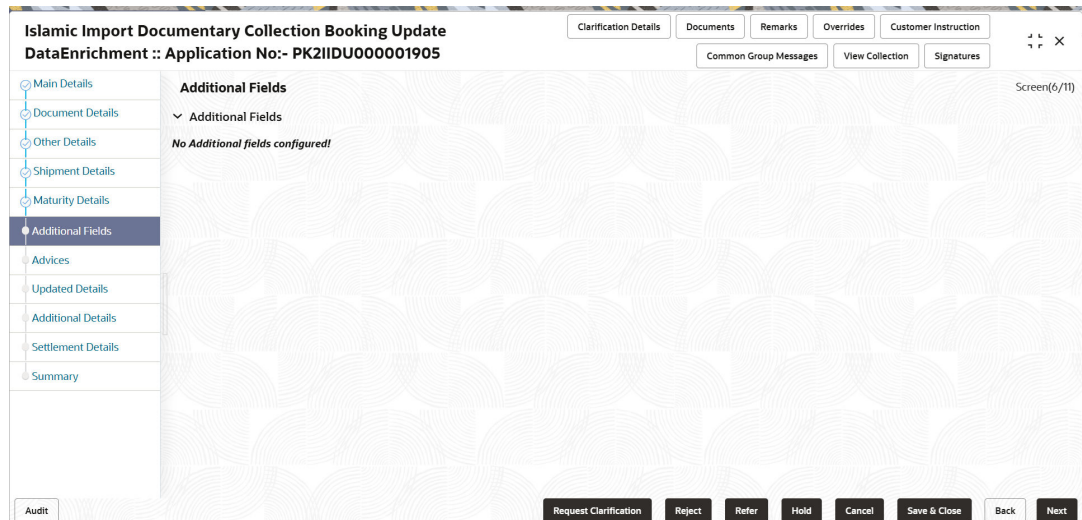 Islamic Import Documentary Collection Booking Update
DataEnrichment :: Application No:- PK2IIDU000001905
Clarification Details
Documents
Remarks
Overrides
Customer Instruction
Common Group Messages
View Collection
Signatures
Main Details
Document Details
Other Details
Shipment Details
Maturity Details
Additional Fields
Advices
Updated Details
Additional Details
Settlement Details
Summary
Additional Fields
Screen(6/11)
Additional Fields
No Additional fields configured!
Audit
Request Clarification
Reject
Refer
Hold
Cancel
Save & Close
Back
Next